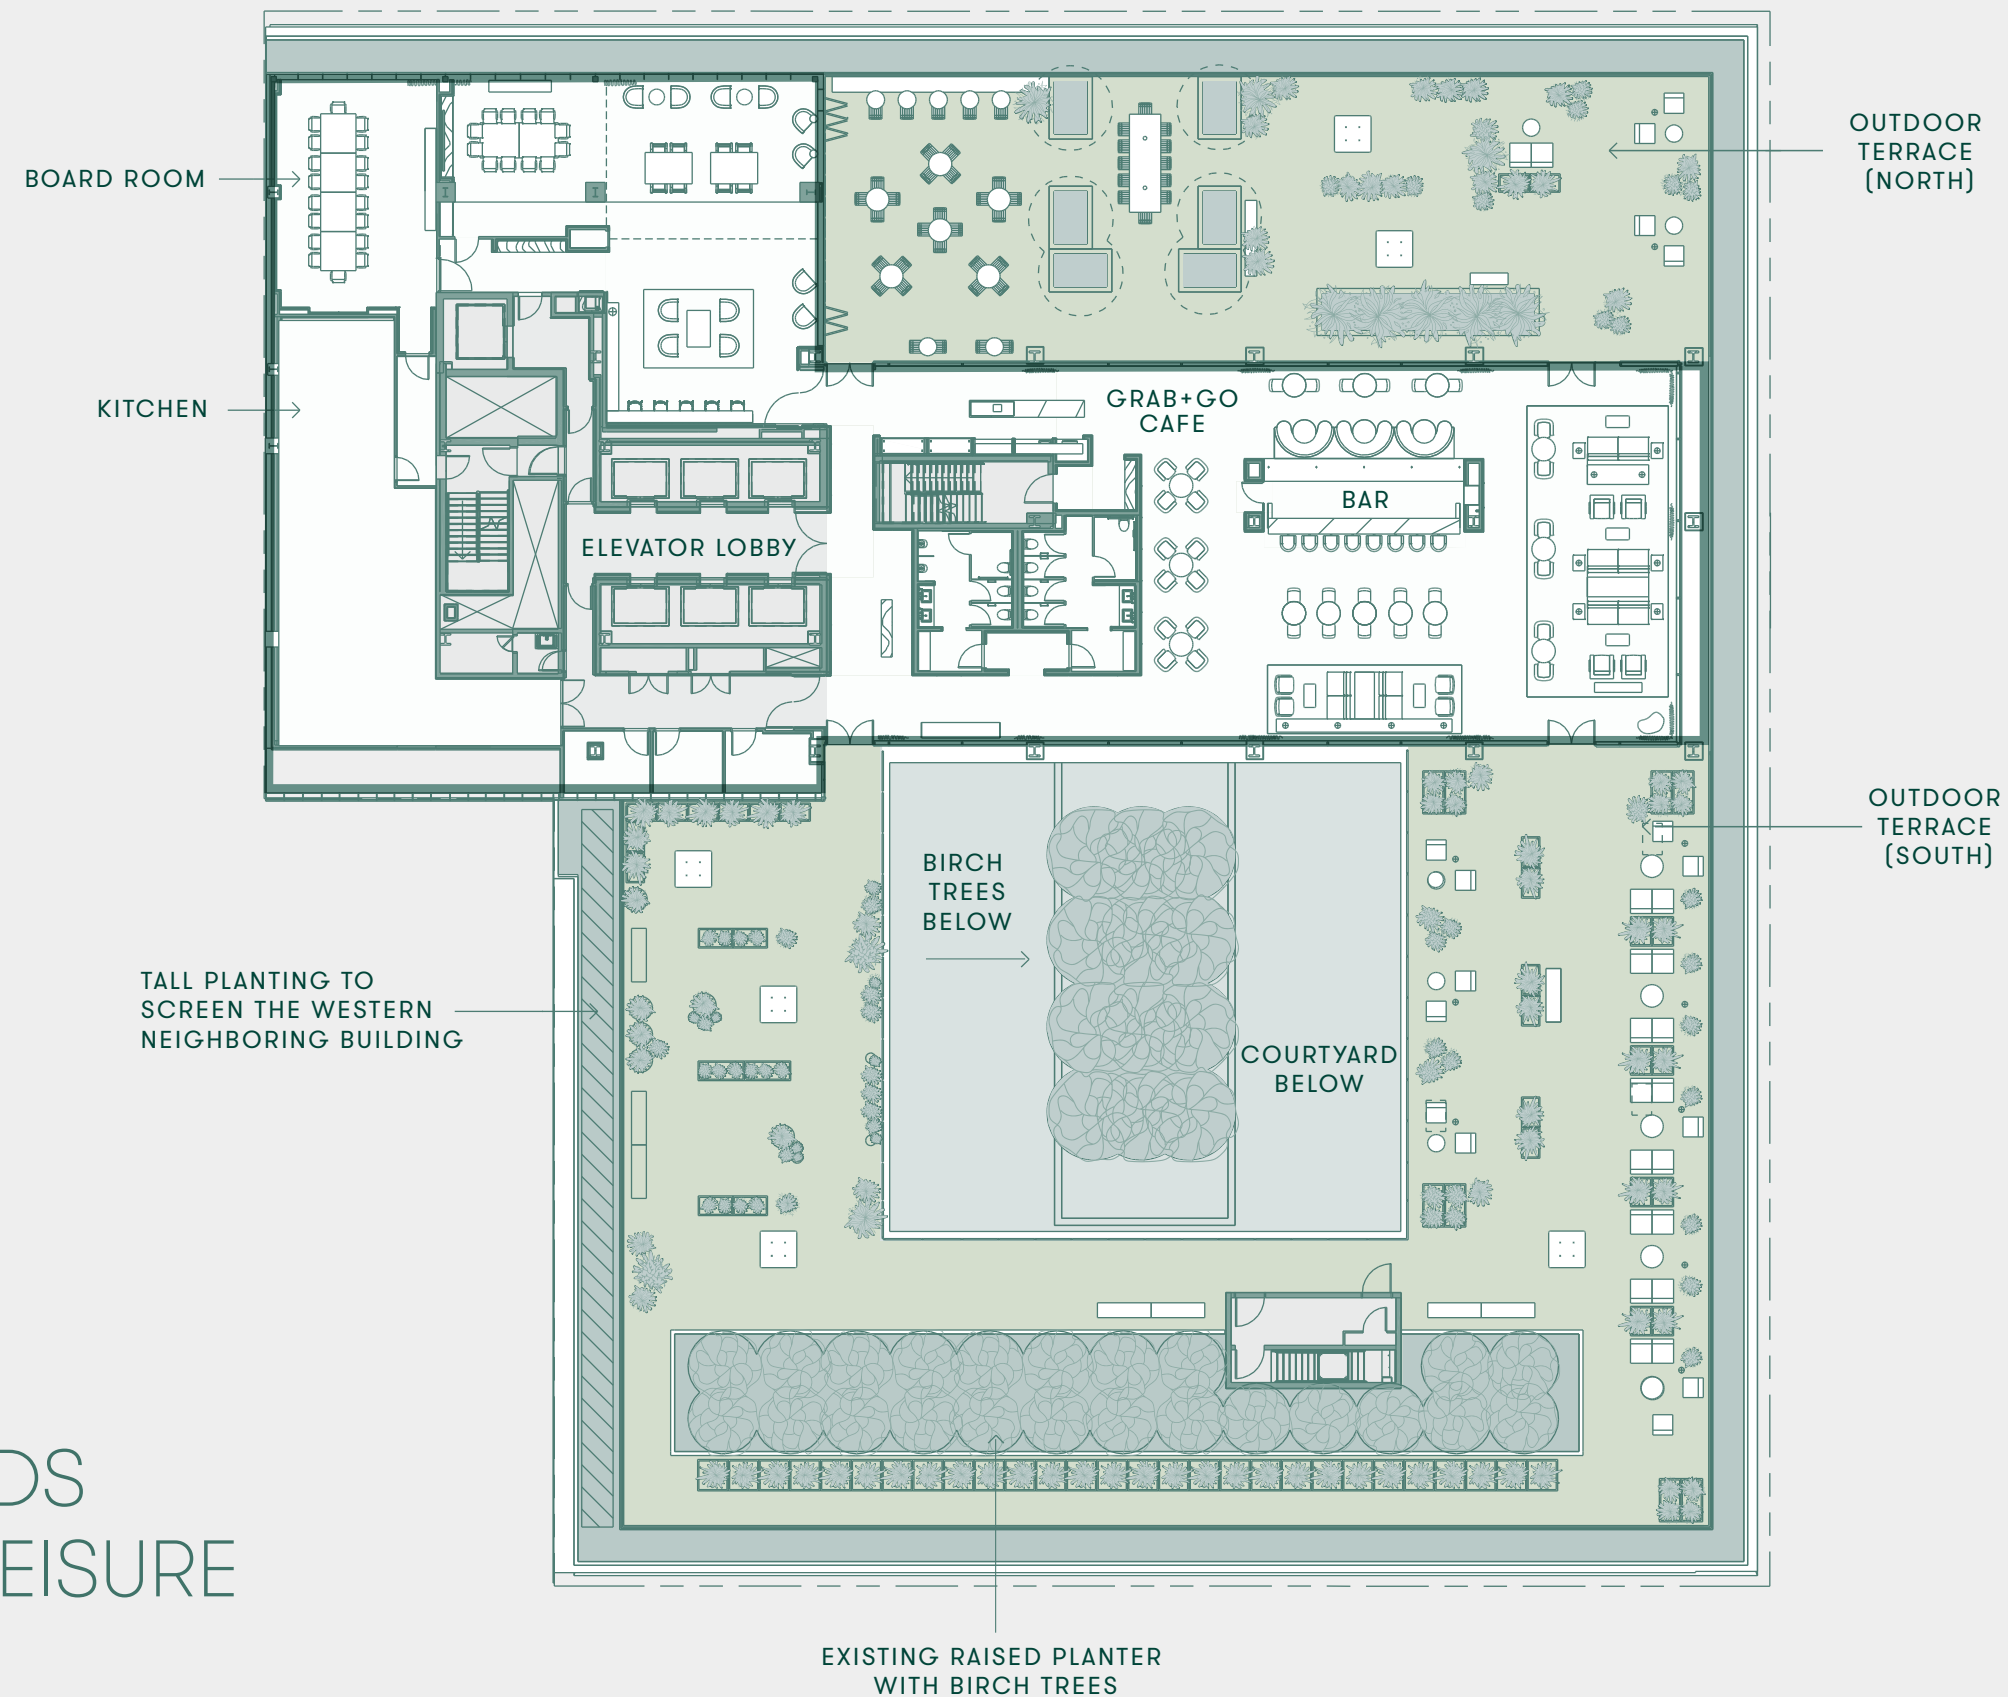 OUTDOOR
TERRACE
(NORTH)
BOARD ROOM
KITCHEN
GRAB+GO
CAFE
BAR
ELEVATOR LOBBY
OUTDOOR
TERRACE
(SOUTH)
BIRCH
TREES
BELOW
TALL PLANTING TO
SCREEN THE WESTERN
NEIGHBORING BUILDING
COURTYARD
BELOW
DS
EISURE
EXISTING RAISED PLANTER
WITH BIRCH TREES